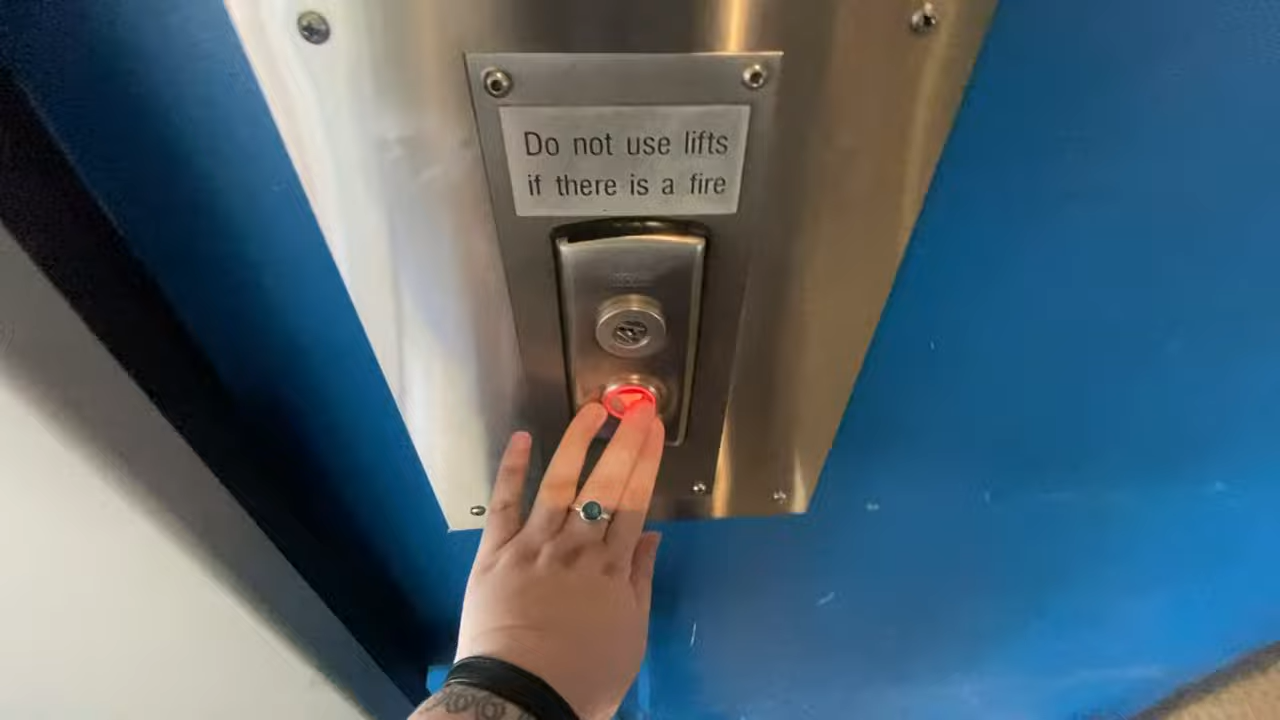 Do not use lifts
if there is a fire